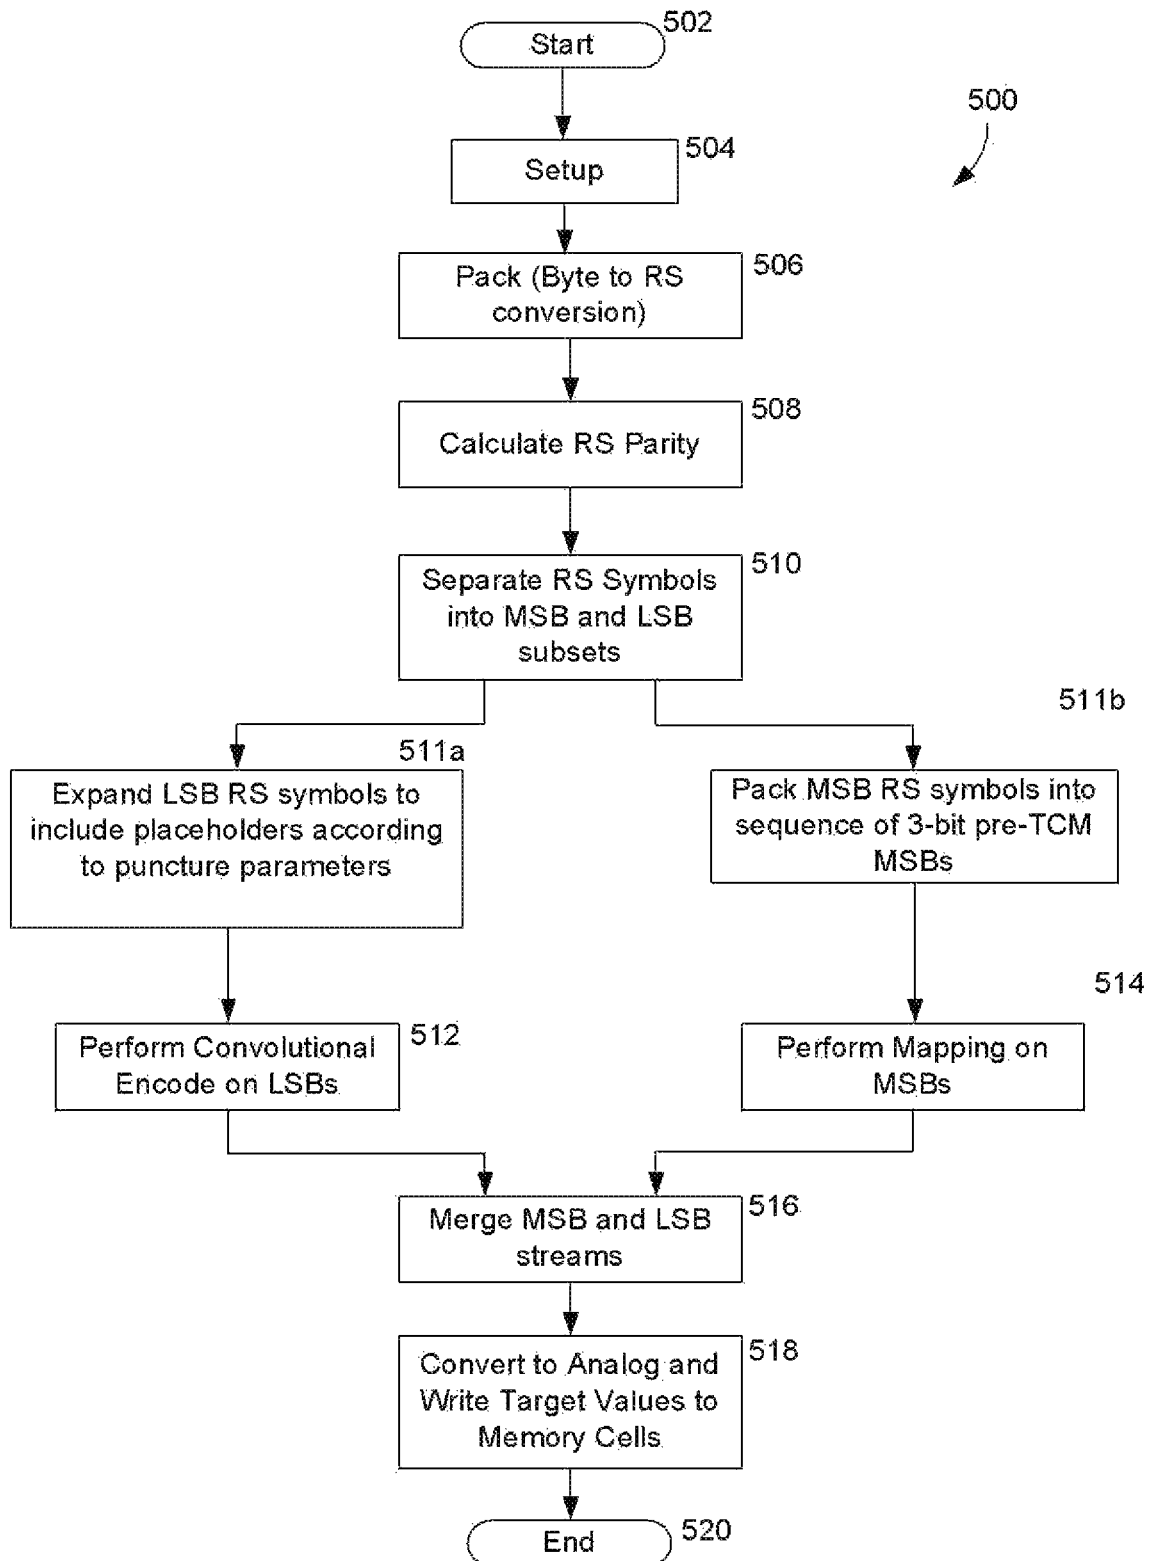 502
Start
500
504
Setup
506
Pack (Byte to RS
conversion)
508
Calculate RS Parity
510
Separate RS Symbols
into MSB and LSB
subsets
511b
511a
Expand LSB RS symbols to
include placeholders according
to puncture parameters
Pack MSB RS symbols into
sequence of 3-bit pre-TCM
MSBs
514
512
Perform Convolutional
Encode on LSBs
Perform Mapping on
MSBs
516
Merge MSB and LSB
streams
518
Convert to Analog and
Write Target Values to
Memory Cells
520
End